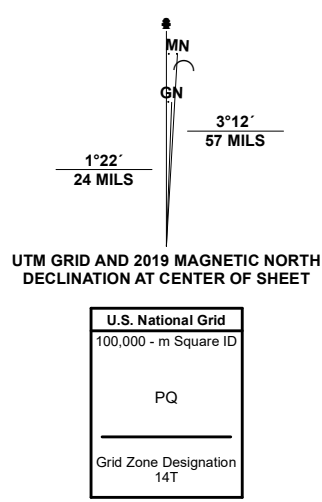 MN
GN
3°12´
57 MILS
1°22´
24 MILS
UTM GRID AND 2019 MAGNETIC NORTH
DECLINATION AT CENTER OF SHEET
U.S. National Grid
100,000 - m Square ID
PQ
Grid Zone Designation
14T